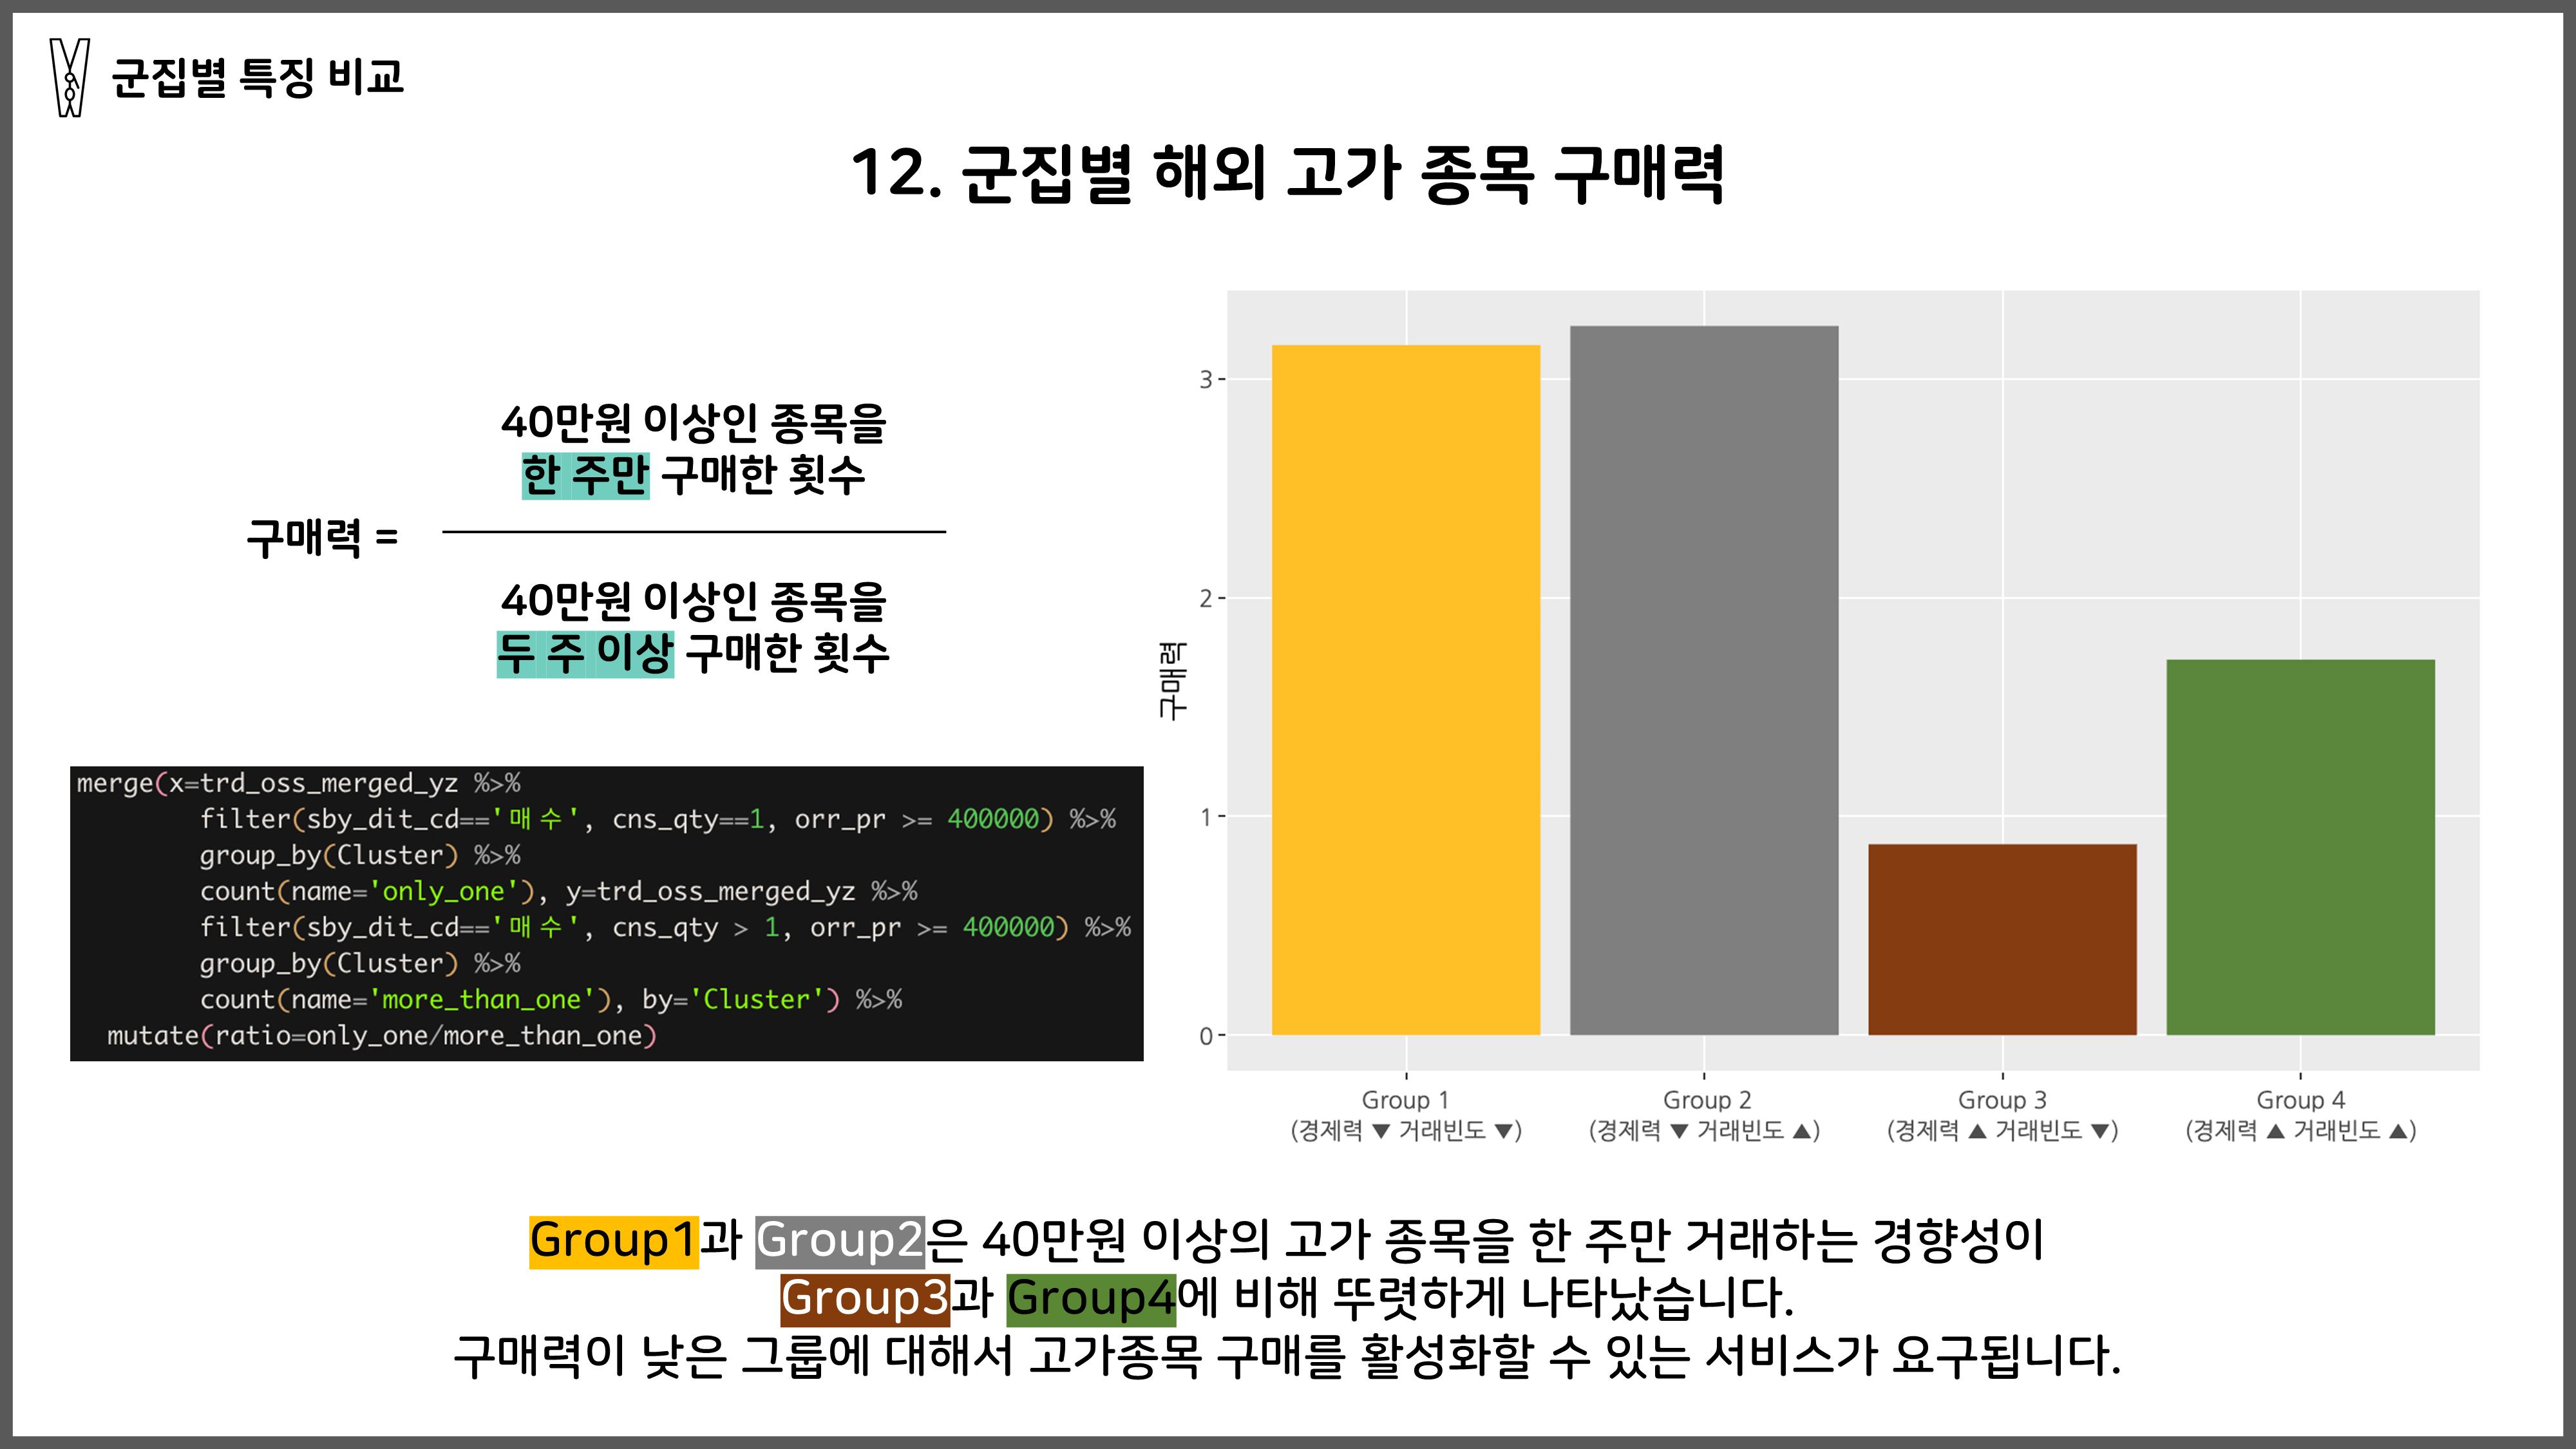 군집별 특징 비교
12. 군집별 해외 고가 종목 구매력
40만원 이상인 종목을
한 주만 구매한 횟수
구매력 =
40만원 이상인 종목을
두 주 이상 구매한 횟수
merge(x=trd_oss_merged_yz %>%
filter(sby_dit_cd=='매수', cns_qty==1, orr_pr >= 400000) %>%
group_by(Cluster) %>%
count(name='only_one'), y=trd_oss_merged_yz %>%
filter(sby_dit_cd=='매수', cns_qty > 1, orr_pr >= 400000) %>%
group_by(Cluster) %>%
count(name='more_than_one'), by='Cluster') %>%
mutate(ratio=only_one/more_than_one)
구매력
3
2
1
0
Group 1
(경제력 ▼ 거래빈도 ▼)
Group 2
(경제력 ▼ 거래빈도 ▲)
Group 3
(경제력 ▲ 거래빈도 ▼)
Group 4
(경제력 ▲ 거래빈도 ▲)
Group1과 Group2은 40만원 이상의 고가 종목을 한 주만 거래하는 경향성이
Group3과 Group4에 비해 뚜렷하게 나타났습니다.
구매력이 낮은 그룹에 대해서 고가종목 구매를 활성화할 수 있는 서비스가 요구됩니다.